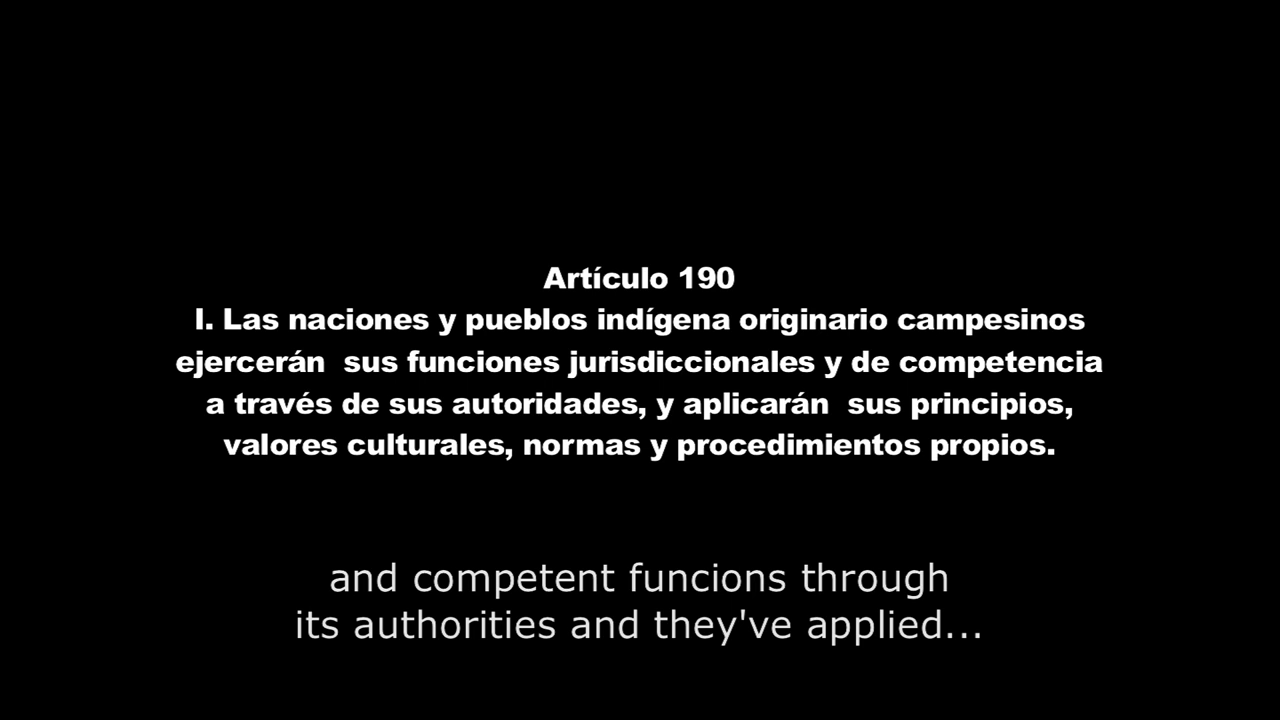 Artículo 190
I. Las naciones y pueblos indígena originario campesinos
ejercerán  sus funciones jurisdiccionales y de competencia
a través de sus autoridades, y aplicarán  sus principios,
valores culturales, normas y procedimientos propios.
and competent funcions through
its authorities and they've applied...